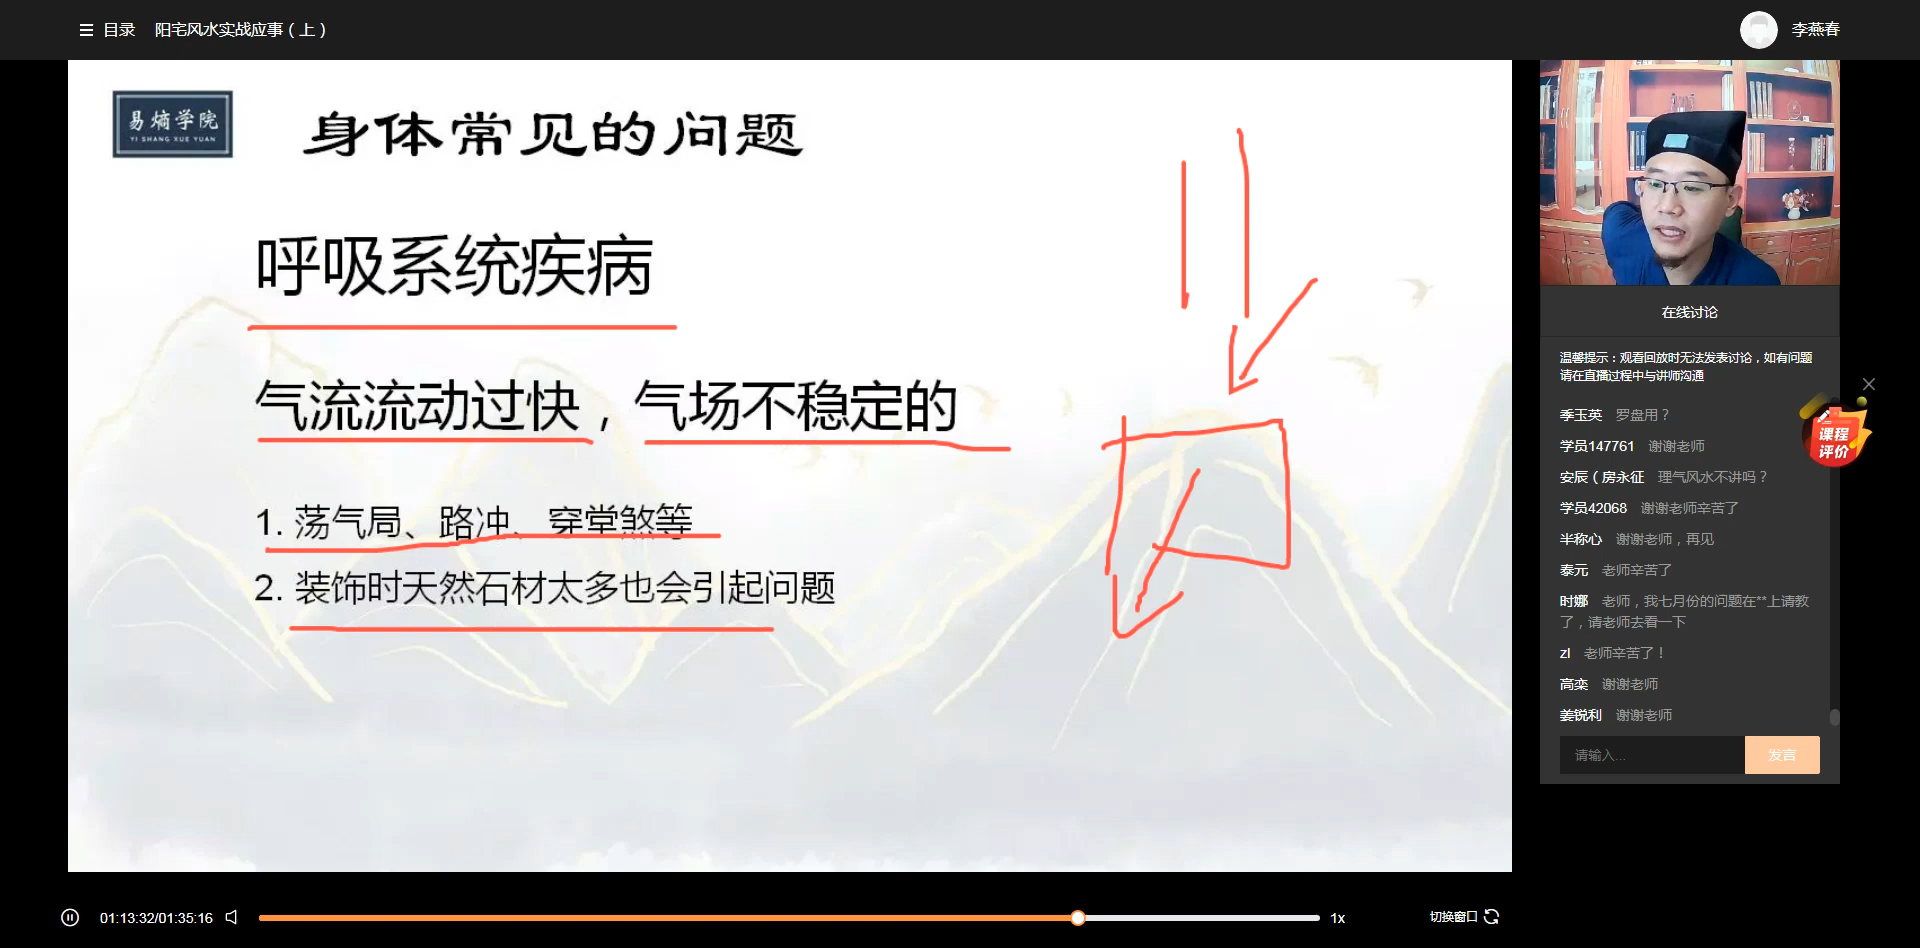 目录 阳宅风水实战应事（上）
李燕春
易熵学院
YI SHANG XUE YUAN
身体常见的问题
呼吸系统疾病
气流流动过快，气场不稳定的
1. 荡气局、路冲、穿堂煞等
2. 装饰时天然石材太多也会引起问题
在线讨论
温馨提示：观看回放时无法发表讨论，如有问题
请在直播过程中与讲师沟通
季玉英 罗盘用？
学员147761 谢谢老师
安辰（房永征 理气风水不讲吗？
学员42068 谢谢老师辛苦了
半称心 谢谢老师，再见
泰元 老师辛苦了
时娜 老师，我七月份的问题在**上请教
了，请老师去看一下
zl 老师辛苦了！
高栾 谢谢老师
姜锐利 谢谢老师
课程
评价
请输入... 发言
01:13:32/01:35:16 1x 切换窗口